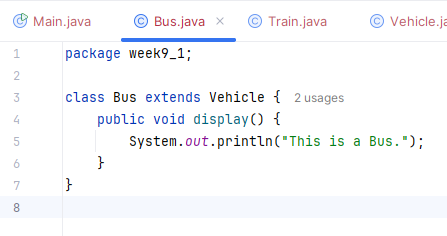 Main.java Bus.java Train.java Vehicle.j
1 package week9_1;
2
3 class Bus extends Vehicle { 2 usages
4 public void display() {
5 System.out.println("This is a Bus.");
6 }
7 }
8